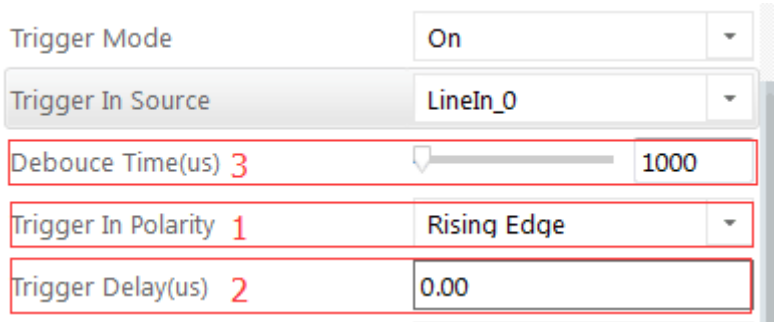 Trigger Mode On
Trigger In Source LineIn_0
Debouce Time(us) 3 1000
Trigger In Polarity 1 Rising Edge
Trigger Delay(us) 2 0.00